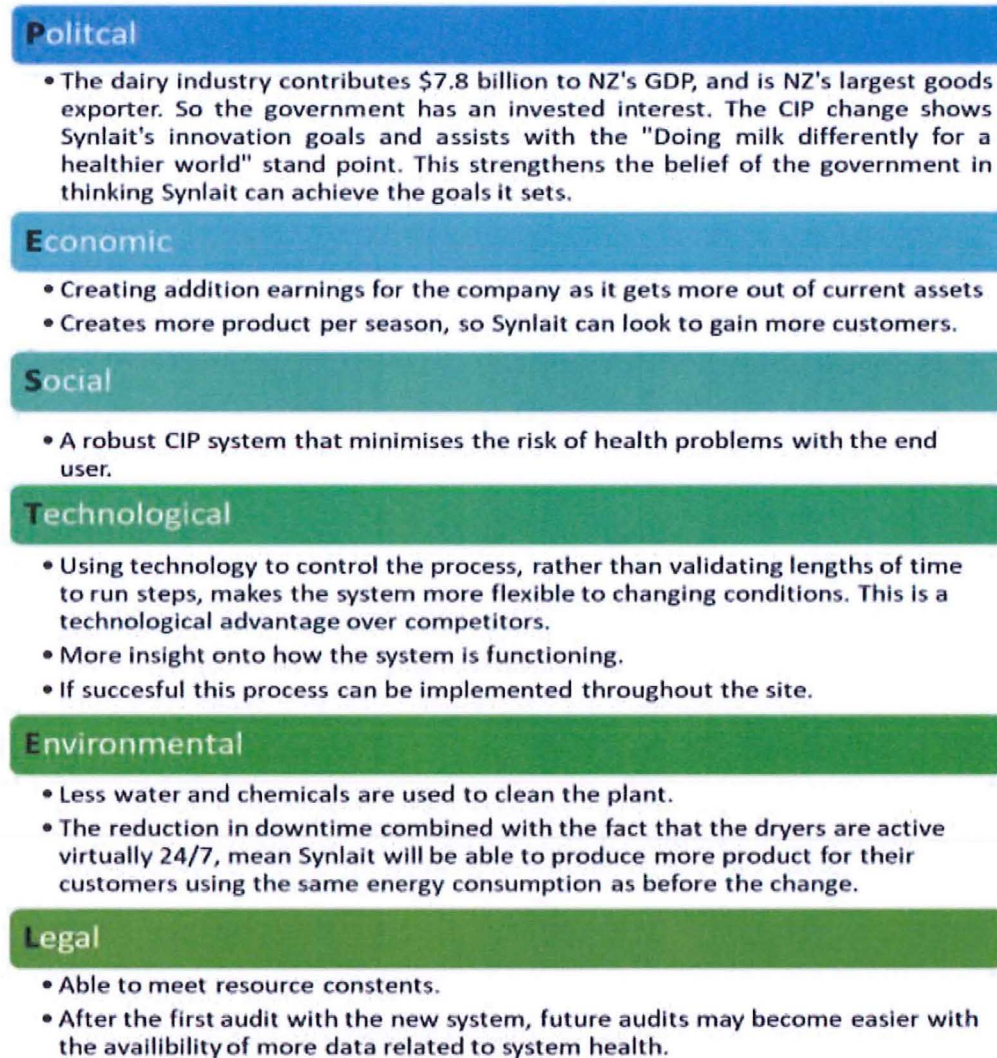 Politcal
• The dairy industry contributes $7.8 billion to NZ's GDP, and is NZ's largest goods
exporter. So the government has an invested interest. The CIP change shows
Synlait's innovation goals and assists with the "Doing milk differently for a
healthier world" stand point. This strengthens the belief of the government in
thinking Synlait can achieve the goals it sets.
Economic
• Creating addition earnings for the company as it gets more out of current assets
• Creates more product per season, so Synlait can look to gain more customers.
Social
• A robust CIP system that minimises the risk of health problems with the end
user.
Technological
• Using technology to control the process, rather than validating lengths of time
to run steps, makes the system more flexible to changing conditions. This is a
technological advantage over competitors.
• More insight onto how the system is functioning.
• If succesful this process can be implemented throughout the site.
Environmental
• Less water and chemicals are used to clean the plant.
• The reduction in downtime combined with the fact that the dryers are active
virtually 24/7, mean Synlait will be able to produce more product for their
customers using the same energy consumption as before the change.
Legal
• Able to meet resource constents.
• After the first audit with the new system, future audits may become easier with
the availibility of more data related to system health.